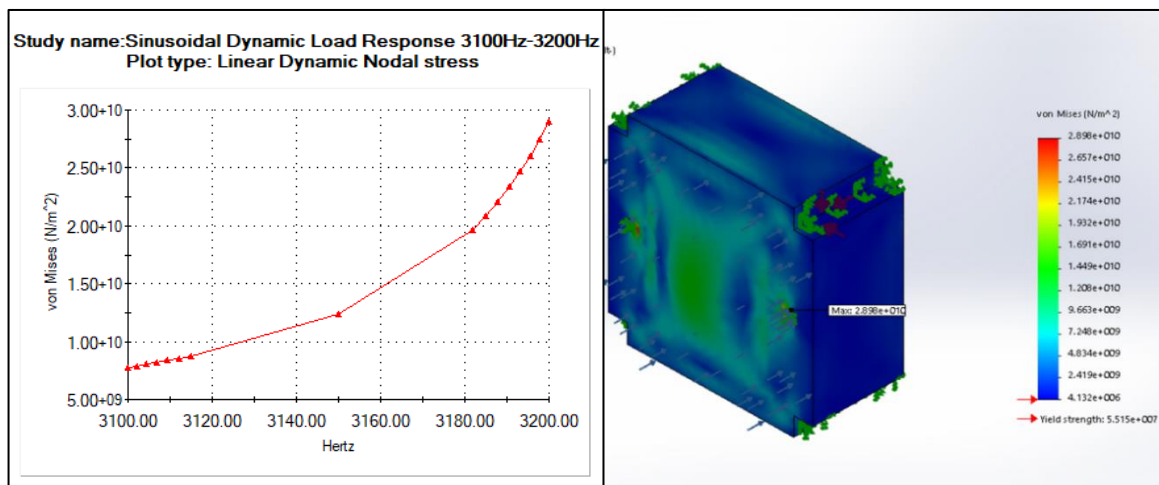 Study name:Sinusoidal Dynamic Load Response 3100Hz-3200Hz
Plot type: Linear Dynamic Nodal stress
3.00+10
2.50+10
2.00+10
1.50+10
1.00+10
5.00+09
von Mises (N/m^2)
3100.00
3120.00
3140.00
3160.00
3180.00
3200.00
Hertz
von Mises (N/m^2)
2.898e+010
2.657e+010
2.415e+010
2.174e+010
1.932e+010
1.691e+010
1.449e+010
1.208e+010
9.663e+009
7.248e+009
4.834e+009
2.419e+009
4.132e+006
Yield strength: 5.515e+007
Max: 2.898e+010